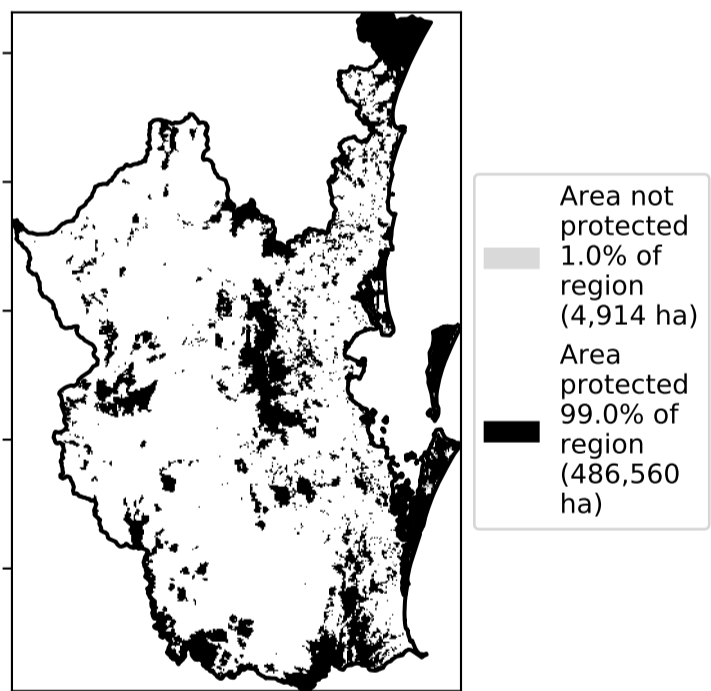 Area not
protected
1.0% of
region
(4,914 ha)
Area
protected
99.0% of
region
(486,560
ha)